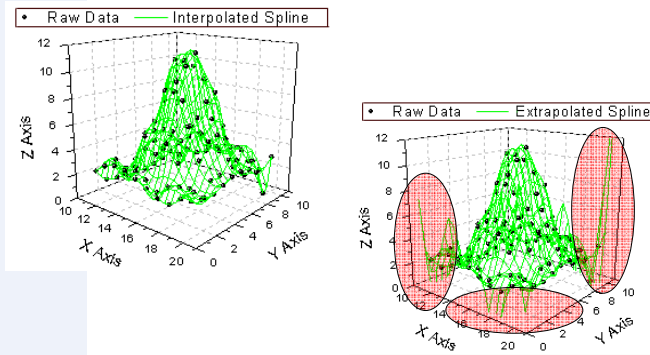 Raw Data Interpolated Spline
12
10
8
6
4
2
Z Axis
10 12 14 16 18 20
X Axis
0 2 4 6 8 10
Y Axis
Raw Data Extrapolated Spline
12
10
8
6
4
2
0
Z Axis
10 12 14 16 18 20
X Axis
0 2 4 6 8 10
Y Axis